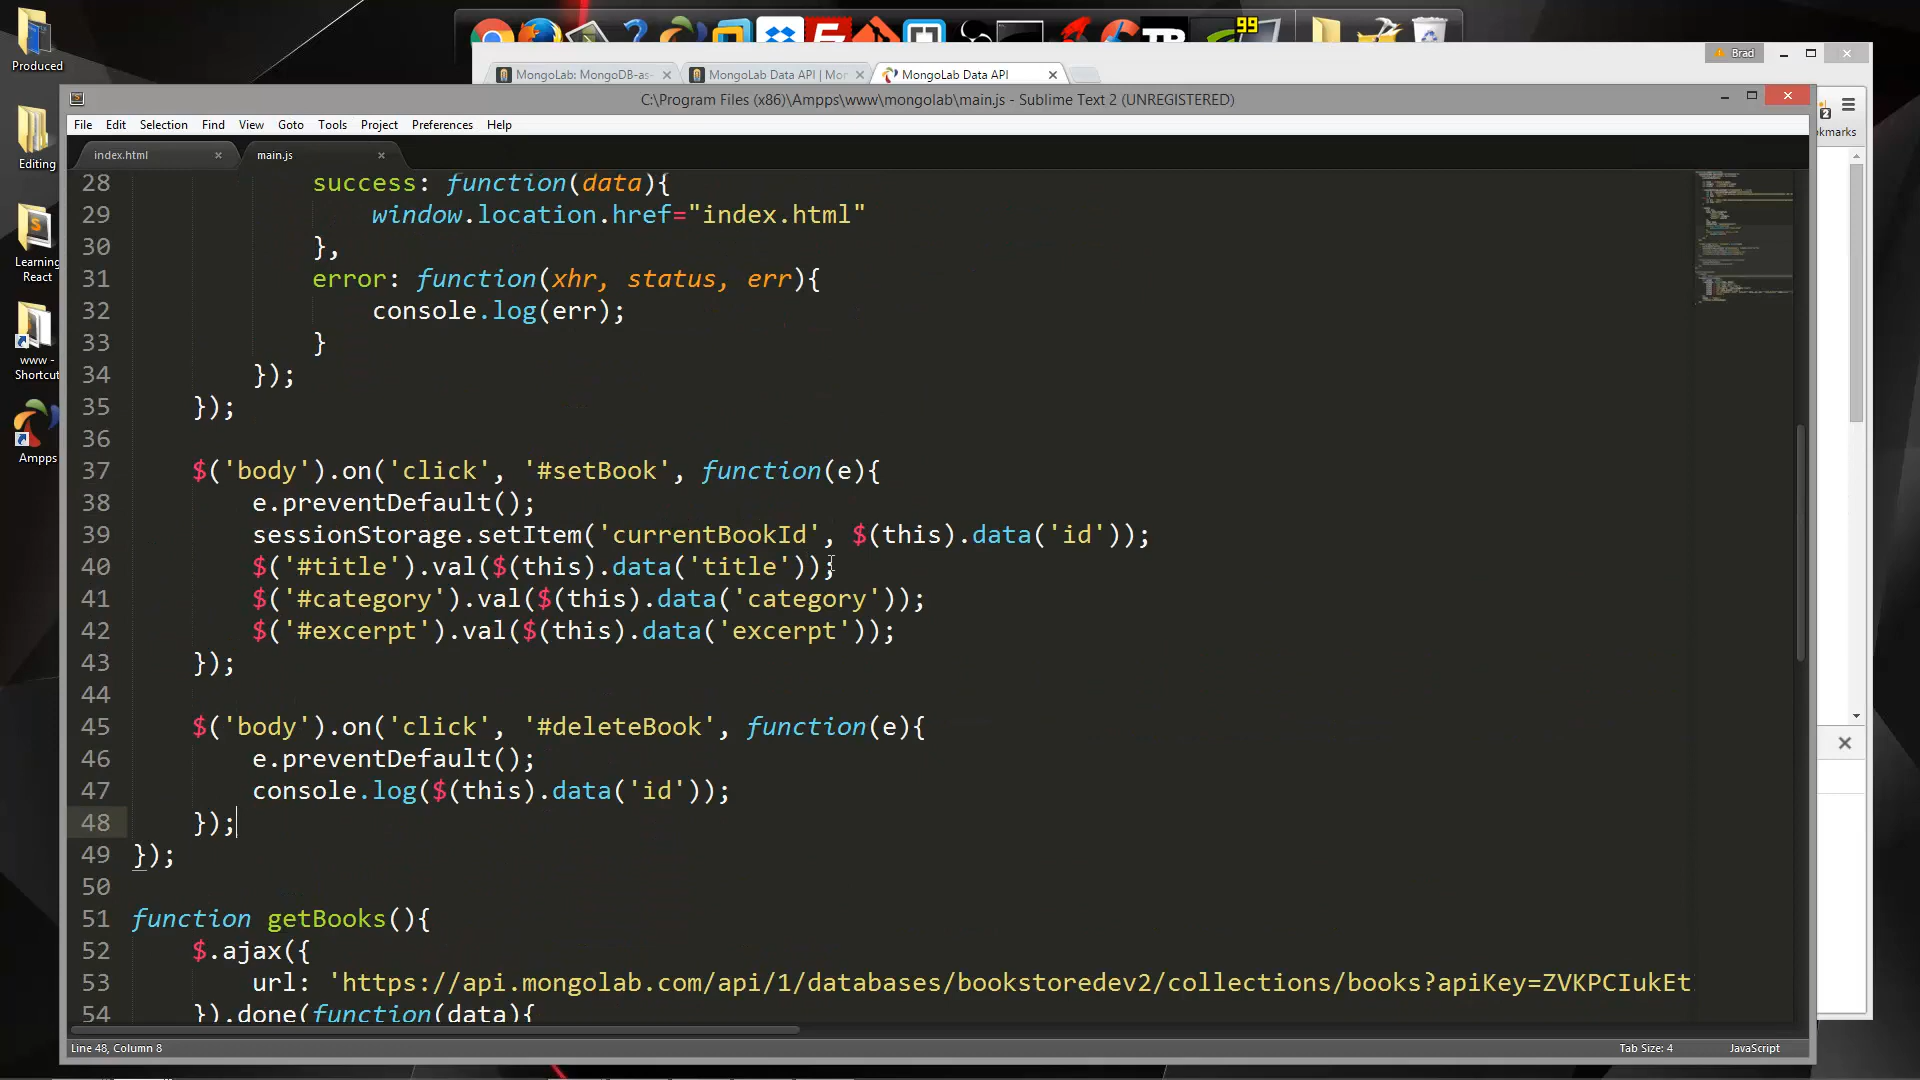 Produced
Editing
Learning
React
www -
Shortcut
Ampps
99
Brad
MongoLab: MongoDB-as-
MongoLab Data API | Mon
MongoLab Data API
C:\Program Files (x86)\Ampps\www\mongolab\main.js - Sublime Text 2 (UNREGISTERED)
File Edit Selection Find View Goto Tools Project Preferences Help
kmarks
index.html
main.js
28 success: function(data){
29 window.location.href="index.html"
30 },
31 error: function(xhr, status, err){
32 console.log(err);
33 }
34 });
35 });
36
37 $('body').on('click', '#setBook', function(e){
38 e.preventDefault();
39 sessionStorage.setItem('currentBookId', $(this).data('id'));
40 $('#title').val($(this).data('title'));
41 $('#category').val($(this).data('category'));
42 $('#excerpt').val($(this).data('excerpt'));
43 });
44
45 $('body').on('click', '#deleteBook', function(e){
46 e.preventDefault();
47 console.log($(this).data('id'));
48 });
49 });
50
51 function getBooks(){
52 $.ajax({
53 url: 'https://api.mongolab.com/api/1/databases/bookstoredev2/collections/books?apiKey=ZVKPCIukEt
54 }).done(function(data){
Line 48, Column 8
Tab Size: 4
JavaScript